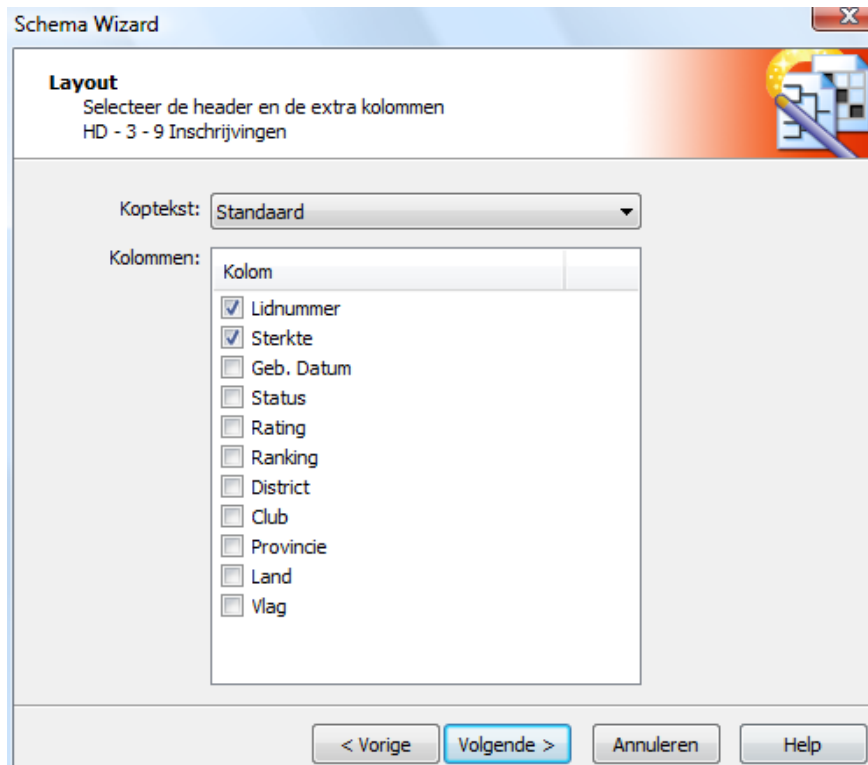 Schema Wizard
Layout
Selecteer de header en de extra kolommen
HD - 3 - 9 Inschrijvingen
Koptekst: Standaard
Kolommen:
Kolom
Lidnummer
Sterkte
Geb. Datum
Status
Rating
Ranking
District
Club
Provincie
Land
Vlag
< Vorige Volgende > Annuleren Help